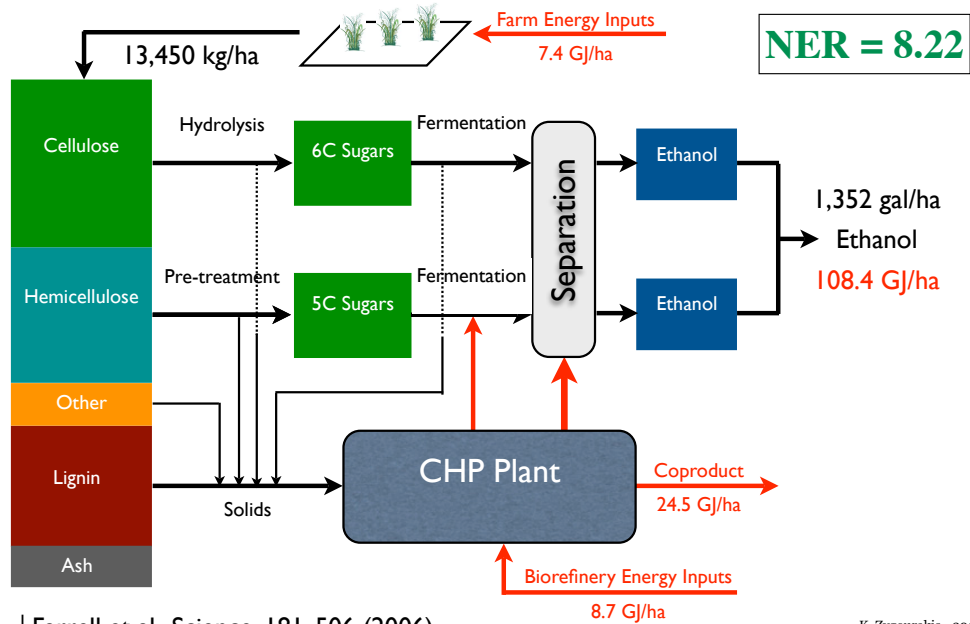 Farm Energy Inputs
7.4 GJ/ha
NER = 8.22
13,450 kg/ha
Cellulose
Hydrolysis
6C Sugars
Fermentation
Separation
Ethanol
1,352 gal/ha
Ethanol
108.4 GJ/ha
Hemicellulose
Pre-treatment
5C Sugars
Fermentation
Ethanol
Other
Lignin
Solids
CHP Plant
Coproduct
24.5 GJ/ha
Ash
Biorefinery Energy Inputs
8.7 GJ/ha